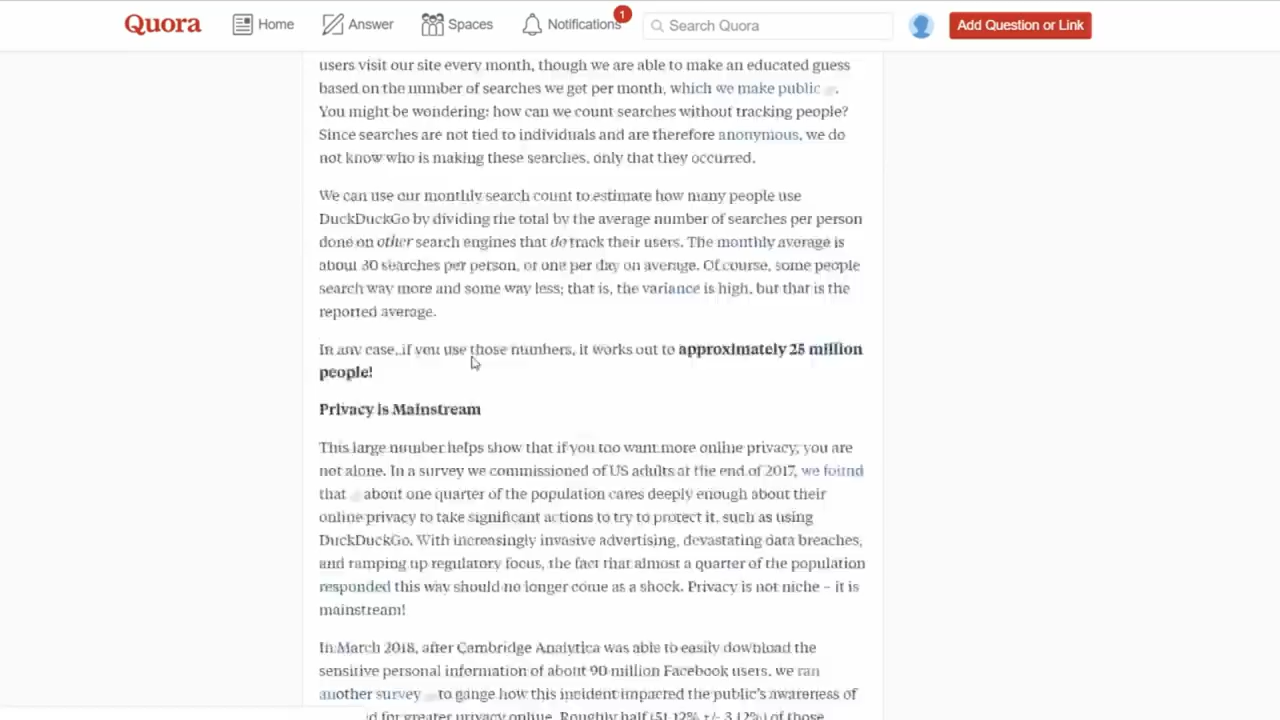 Quora
Home
Answer
Spaces
Notifications
1
Search Quora
Add Question or Link
users visit our site every month, though we are able to make an educated guess
based on the number of searches we get per month, which we make public .
You might be wondering: how can we count searches without tracking people?
Since searches are not tied to individuals and are therefore anonymous, we do
not know who is making these searches, only that they occurred.
We can use our monthly search count to estimate how many people use
DuckDuckGo by dividing the total by the average number of searches per person
done on other search engines that do track their users. The monthly average is
about 30 searches per person, or one per day on average. Of course, some people
search way more and some way less; that is, the variance is high, but that is the
reported average.
In any case, if you use those numbers, it works out to approximately 25 million
people!
Privacy is Mainstream
This large number helps show that if you too want more online privacy, you are
not alone. In a survey we commissioned of US adults at the end of 2017, we found
that about one quarter of the population cares deeply enough about their
online privacy to take significant actions to try to protect it, such as using
DuckDuckGo. With increasingly invasive advertising, devastating data breaches,
and ramping up regulatory focus, the fact that almost a quarter of the population
responded this way should no longer come as a shock. Privacy is not niche – it is
mainstream!
In March 2018, after Cambridge Analytica was able to easily download the
sensitive personal information of about 90 million Facebook users, we ran
another survey to gauge how this incident impacted the public's awareness of
d for greater privacy online. Roughly half (51.12% +/- 3.12%) of those